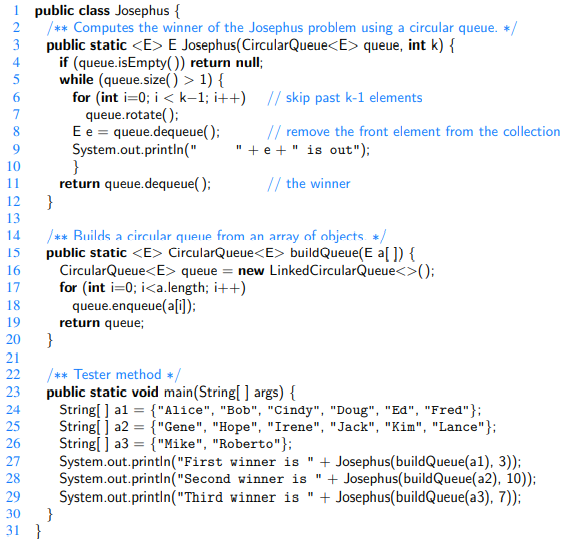 1 public class Josephus {
2 /** Computes the winner of the Josephus problem using a circular queue. */
3 public static <E> E Josephus(CircularQueue<E> queue, int k) {
4 if (queue.isEmpty()) return null;
5 while (queue.size() > 1) {
6 for (int i=0; i < k−1; i++) // skip past k-1 elements
7 queue.rotate();
8 E e = queue.dequeue(); // remove the front element from the collection
9 System.out.println("    " + e + " is out");
10 }
11 return queue.dequeue(); // the winner
12 }
13
14 /** Builds a circular queue from an array of objects. */
15 public static <E> CircularQueue<E> buildQueue(E a[ ]) {
16 CircularQueue<E> queue = new LinkedCircularQueue<>();
17 for (int i=0; i<a.length; i++)
18 queue.enqueue(a[i]);
19 return queue;
20 }
21
22 /** Tester method */
23 public static void main(String[ ] args) {
24 String[ ] a1 = {"Alice", "Bob", "Cindy", "Doug", "Ed", "Fred"};
25 String[ ] a2 = {"Gene", "Hope", "Irene", "Jack", "Kim", "Lance"};
26 String[ ] a3 = {"Mike", "Roberto"};
27 System.out.println("First winner is " + Josephus(buildQueue(a1), 3));
28 System.out.println("Second winner is " + Josephus(buildQueue(a2), 10));
29 System.out.println("Third winner is " + Josephus(buildQueue(a3), 7));
30 }
31 }